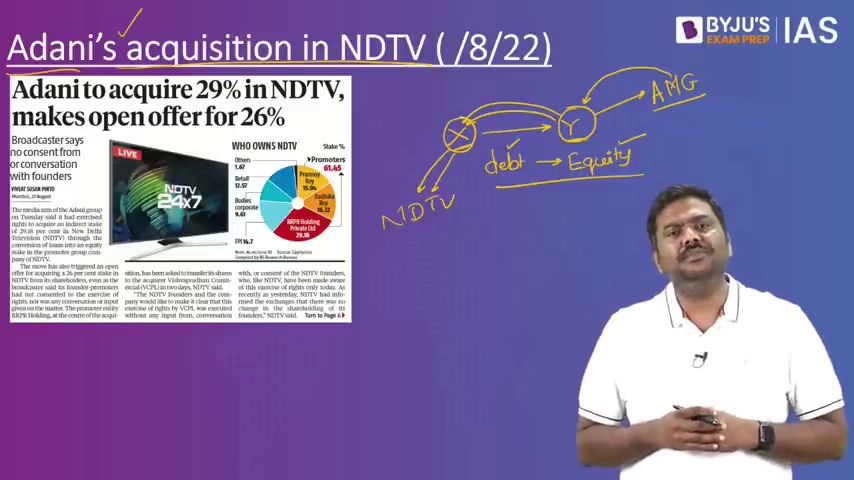 Adani's acquisition in NDTV ( /8/22)
BYJU'S
EXAM PREP
IAS
Adani to acquire 29% in NDTV,
makes open offer for 26%
Broadcaster says
no consent from
or conversation
with founders
VIVEAT SUSAN PINTO
Mumbai, 23 August
The media arm of the Adani group
on Tuesday said it had exercised
rights to acquire an indirect stake
of 29.18 per cent in New Delhi
Television (NDTV) through the
conversion of loans into an equity
stake in the promoter group company
of NDTV.
The move has also triggered an open
offer for acquiring a 26 per cent stake in
NDTV from its shareholders, even as the
broadcaster said its founder-promoters
had not consented to the exercise of
rights, nor was any conversation or input
given on the matter. The promoter entity
RRPR Holding, at the centre of the acqui-
LIVE
NDTV
24x7
WHO OWNS NDTV
Stake %
Promoters
61.45
Others
1.67
Retail
12.57
Bodies
corporate
9.61
FPI 14.7
Prannoy
Roy
15.94
Radhika
Roy
16.32
RRPR Holding
Private Ltd
29.18
Note: As on June 30
Source: Capitaline
Compiled by BS Research Bureau
sition, has been asked to transfer its shares
to the acquirer Vishvapradhan Commercial
(VCPL) in two days, NDTV said.
"The NDTV founders and the com-
pany would like to make it clear that this
exercise of rights by VCPL was executed
without any input from, conversation
with, or consent of the NDTV founders,
who, like NDTV, have been made
aware of this exercise of rights only today. As
recently as yesterday, NDTV had infor-
med the exchanges that there was no
change in the shareholding of its
founders," NDTV said.
Turn to Page 6
X
Y
AMG
debt → Equity
NDTV